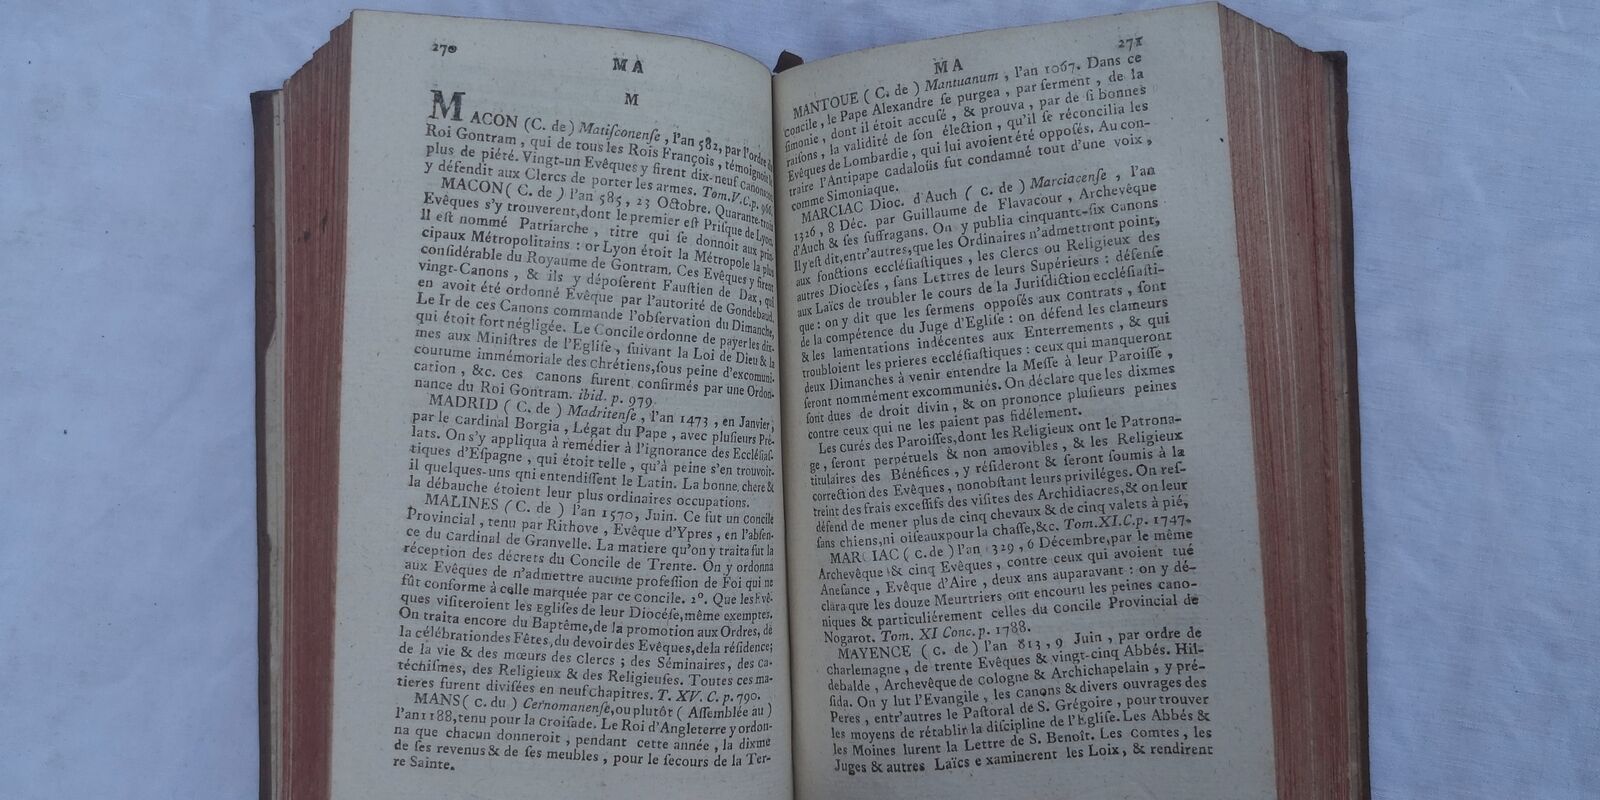 270
MA
M
MACON (C. de) Matiſconenſe, l'an 582, par l'ordre du
Roi Gontram, qui de tous les Rois François, témoignoit le
plus de piété. Vingt-un Evêques y firent dix-neuf canons, on
y défendit aux Clercs de porter les armes. Tom. V. C. p. 966.
MACON (C. de) l'an 585, 23 Octobre. Quarante-trois
Evêques s'y trouverent, dont le premier eſt Priſque de Lyon.
Il eſt nommé Patriarche, titre qui ſe donnoit aux prin-
cipaux Métropolitains : or Lyon étoit la Métropole la plus
conſidérable du Royaume de Gontram. Ces Evêques y firent
vingt-Canons, & ils y dépoſerent Fauſtien de Dax, qui
en avoit été ordonné Evêque par l'autorité de Gondebaud.
Le Ir de ces Canons commande l'obſervation du Dimanche,
qui étoit fort négligée. Le Concile ordonne de payer les dix-
mes aux Miniſtres de l'Egliſe, ſuivant la Loi de Dieu & la
coutume immémoriale des Chrétiens, ſous peine d'excomuni-
cation, &c. ces canons furent confirmés par une Ordon-
nance du Roi Gontram. ibid. p. 979.
MADRID (C. de) Madritenſe, l'an 1473, en Janvier,
par le cardinal Borgia, Légat du Pape, avec pluſieurs Pré-
lats. On s'y appliqua à remédier à l'ignorance des Eccléſiaſ-
tiques d'Eſpagne, qui étoit telle, qu'à peine s'en trouvoit-
il quelques-uns qni entendiſſent le Latin. La bonne chere &
la débauche étoient leur plus ordinaires occupations.
MALINES (C. de) l'an 1570, Juin. Ce fut un concile
Provincial, tenu par Rithove, Evêque d'Ypres, en l'abſen-
ce du cardinal de Granvelle. La matiere qu'on y traita fut la
réception des décrets du Concile de Trente. On y ordonna
aux Evêques de n'admettre aucune profeſſion de Foi qui ne
fût conforme à celle marquée par ce concile. 2°. Que les Evê-
ques viſiteroient les Egliſes de leur Diocéſe, même exemptes.
On traita encore du Baptême, de la promotion aux Ordres, de
la célébration des Fêtes, du devoir des Evêques, de la réſidence;
de la vie & des mœurs des clercs ; des Séminaires, des ca-
téchiſmes, des Religieux & des Religieuſes. Toutes ces ma-
tieres furent diviſées en neuf chapitres. T. XV. C. p. 790.
MANS (C. du) Cernomanenſe, ou plutôt (Aſſemblée au)
l'an 1188, tenu pour la Croiſade. Le Roi d'Angleterre y ordon-
na que chacun donneroit, pendant cette année, la dixme
de ſes revenus & de ſes meubles, pour le ſecours de la Ter-
re Sainte.
271
MA
MANTOUE (C. de) Mantuanum, l'an 1067. Dans ce
Concile, le Pape Alexandre ſe purgea, par ſerment, de la
ſimonie, dont il étoit accuſé, & prouva, par de ſi bonnes
raiſons, la validité de ſon élection, qu'il ſe réconcilia les
Evêques de Lombardie, qui lui avoient été oppoſés. Au con-
traire l'Antipape Cadaloüs fut condamné tout d'une voix,
comme Simoniaque.
MARCIAC Dioc. d'Auch (C. de) Marciacenſe, l'an
1326, 8 Déc. par Guillaume de Flavacour, Archevêque
d'Auch & ſes ſuffragans. On y publia cinquante-ſix Canons
Il y eſt dit, entr'autres, que les Ordinaires n'admettront point,
aux fonctions eccléſiaſtiques, les Clercs ou Religieux des
autres Diocèſes, ſans Lettres de leurs Supérieurs : défenſe
aux Laïcs de troubler le cours de la Juriſdiction eccléſiaſti-
que : on y dit que les ſermens oppoſés aux contrats, ſont
de la compétence du Juge d'Egliſe : on défend les clameurs
& les lamentations indécentes aux Enterrements, & qui
troubloient les prieres eccléſiaſtiques : ceux qui manqueront
deux Dimanches à venir entendre la Meſſe à leur Paroiſſe,
ſeront nommément excommuniés. On déclare que les dixmes
ſont dues de droit divin, & on prononce pluſieurs peines
contre ceux qui ne les paient pas fidélement.
Les curés des Paroiſſes, dont les Religieux ont le Patrona-
ge, ſeront perpétuels & non amovibles, & les Religieux
titulaires des Bénéfices, y réſideront & ſeront ſoumis à la
correction des Evêques, nonobſtant leurs priviléges. On reſ-
treint des frais exceſſifs des viſites des Archidiacres, & on leur
défend de mener plus de cinq chevaux & de cinq valets à pié,
ſans chiens, ni oiſeaux pour la chaſſe, &c. Tom. XI. C. p. 1747.
MARCIAC (C. de) l'an 1329, 6 Décembre, par le même
Archevêque & cinq Evêques, contre ceux qui avoient tué
Aneſance, Evêque d'Aire, deux ans auparavant : on y dé-
clara que les douze Meurtriers ont encouru les peines cano-
niques & particuliérement celles du Concile Provincial de
Nogarot. Tom. XI Conc. p. 1788.
MAYENCE (C. de) l'an 813, 9 Juin, par ordre de
Charlemagne, de trente Evêques & vingt-cinq Abbés. Hil-
debalde, Archevêque de Cologne & Archichapelain, y pré-
ſida. On y lut l'Evangile, les canons & divers ouvrages des
Peres, entr'autres le Paſtoral de S. Grégoire, pour trouver
les moyens de rétablir la diſcipline de l'Egliſe. Les Abbés &
les Moines lurent la Lettre de S. Benoît. Les Comtes, les
Juges & autres Laïcs e xaminerent les Loix, & rendirent